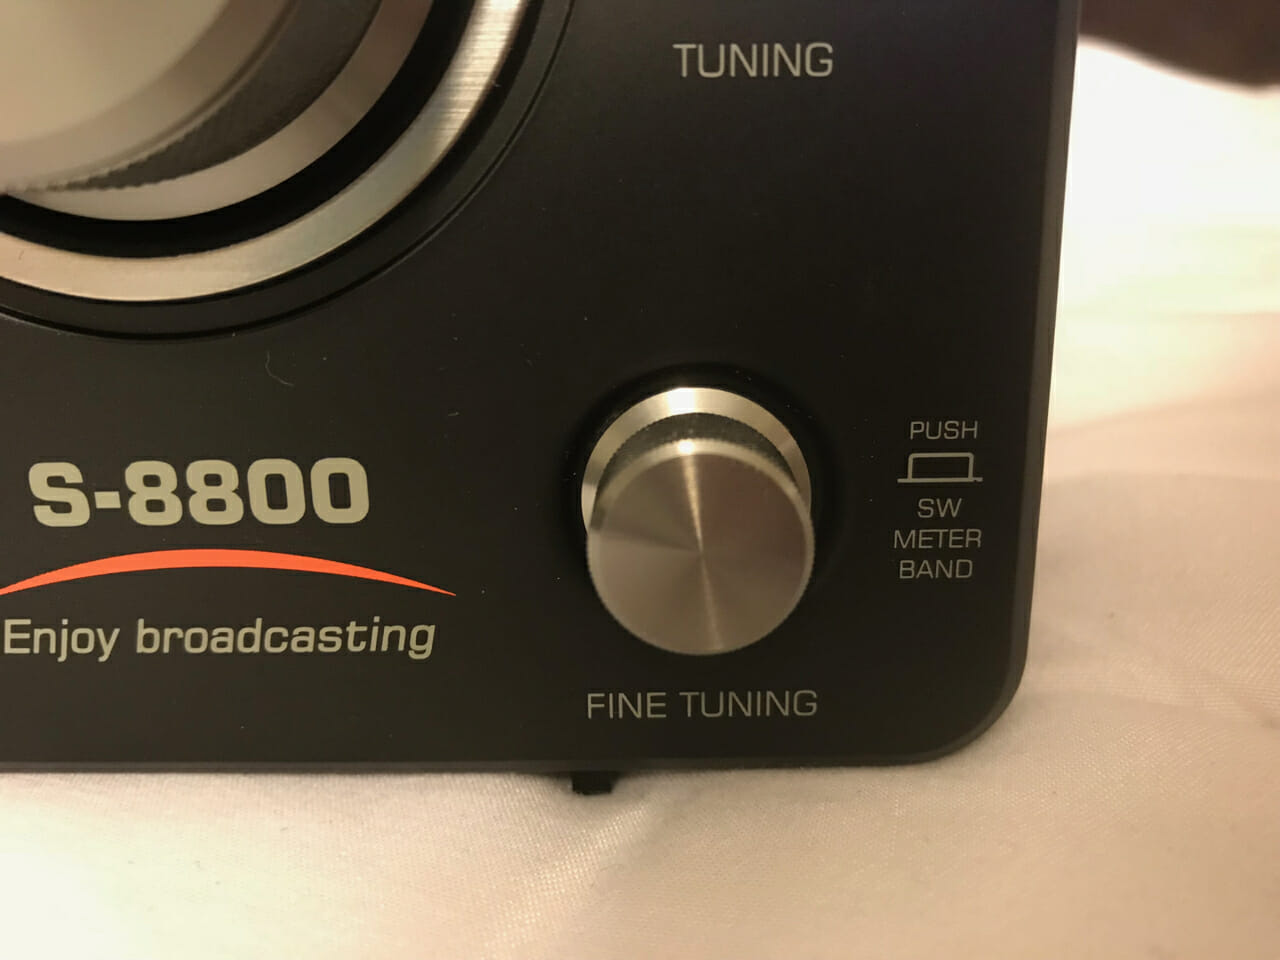 TUNING
S-8800
Enjoy broadcasting
FINE TUNING
PUSH
SW
METER
BAND